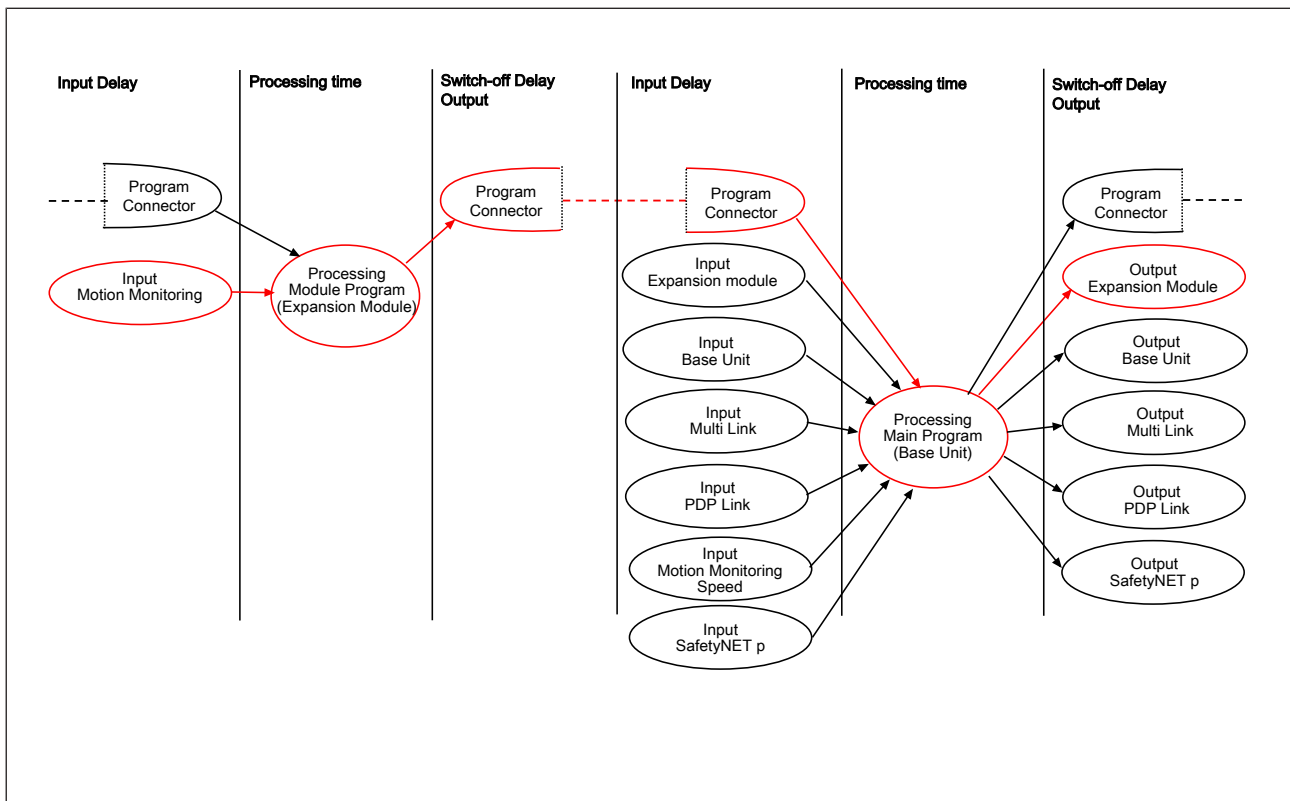 Input Delay
Processing time
Switch-off Delay
Output
Input Delay
Processing time
Switch-off Delay
Output
Program
Connector
Input
Motion Monitoring
Processing
Module Program
(Expansion Module)
Program
Connector
Program
Connector
Input
Expansion module
Input
Base Unit
Input
Multi Link
Input
PDP Link
Input
Motion Monitoring
Speed
Input
SafetyNET p
Processing
Main Program
(Base Unit)
Program
Connector
Output
Expansion Module
Output
Base Unit
Output
Multi Link
Output
PDP Link
Output
SafetyNET p